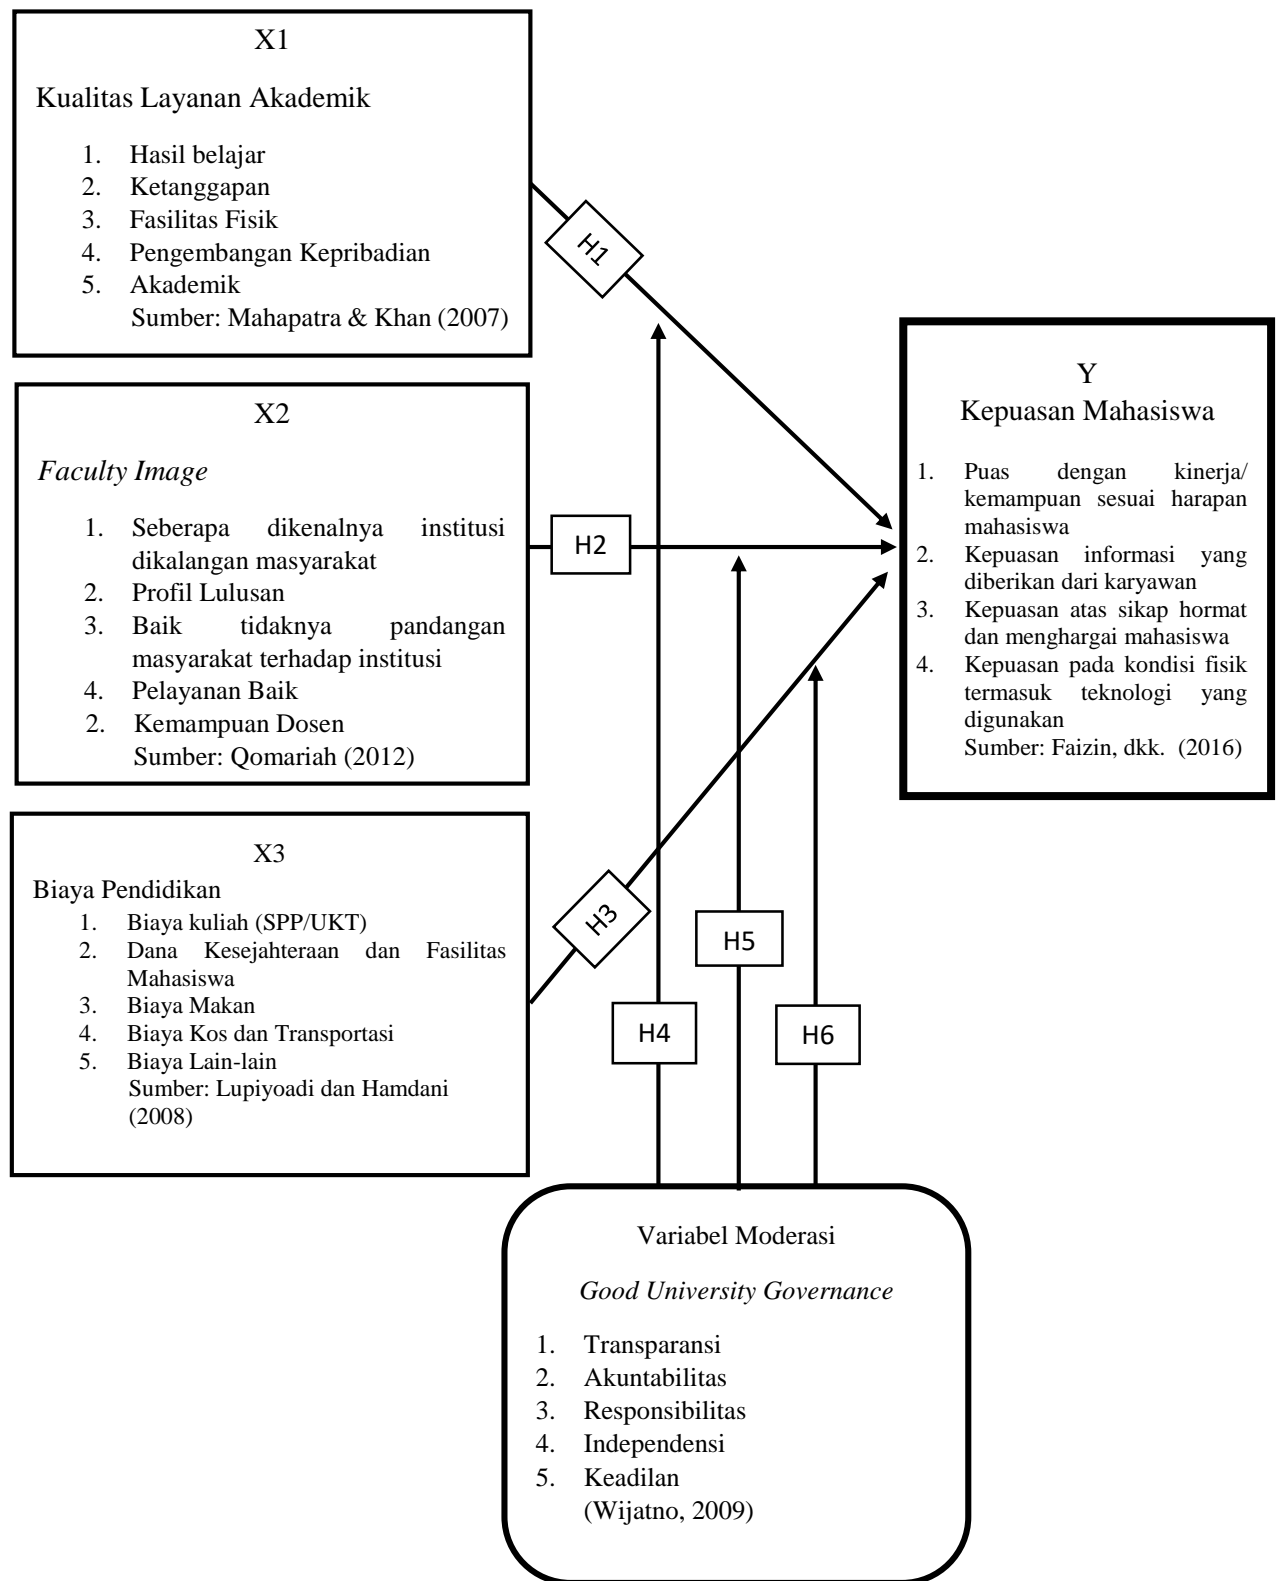 X1
Kualitas Layanan Akademik
1. Hasil belajar
2. Ketanggapan
3. Fasilitas Fisik
4. Pengembangan Kepribadian
5. Akademik
Sumber: Mahapatra & Khan (2007)
H1
X2
Faculty Image
1. Seberapa dikenalnya institusi
dikalangan masyarakat
2. Profil Lulusan
3. Baik tidaknya pandangan
masyarakat terhadap institusi
4. Pelayanan Baik
2. Kemampuan Dosen
Sumber: Qomariah (2012)
H2
Y
Kepuasan Mahasiswa
1. Puas dengan kinerja/
kemampuan sesuai harapan
mahasiswa
2. Kepuasan informasi yang
diberikan dari karyawan
3. Kepuasan atas sikap hormat
dan menghargai mahasiswa
4. Kepuasan pada kondisi fisik
termasuk teknologi yang
digunakan
Sumber: Faizin, dkk. (2016)
X3
Biaya Pendidikan
1. Biaya kuliah (SPP/UKT)
2. Dana Kesejahteraan dan Fasilitas
Mahasiswa
3. Biaya Makan
4. Biaya Kos dan Transportasi
5. Biaya Lain-lain
Sumber: Lupiyoadi dan Hamdani
(2008)
H3
H5
H4
H6
Variabel Moderasi
Good University Governance
1. Transparansi
2. Akuntabilitas
3. Responsibilitas
4. Independensi
5. Keadilan
(Wijatno, 2009)